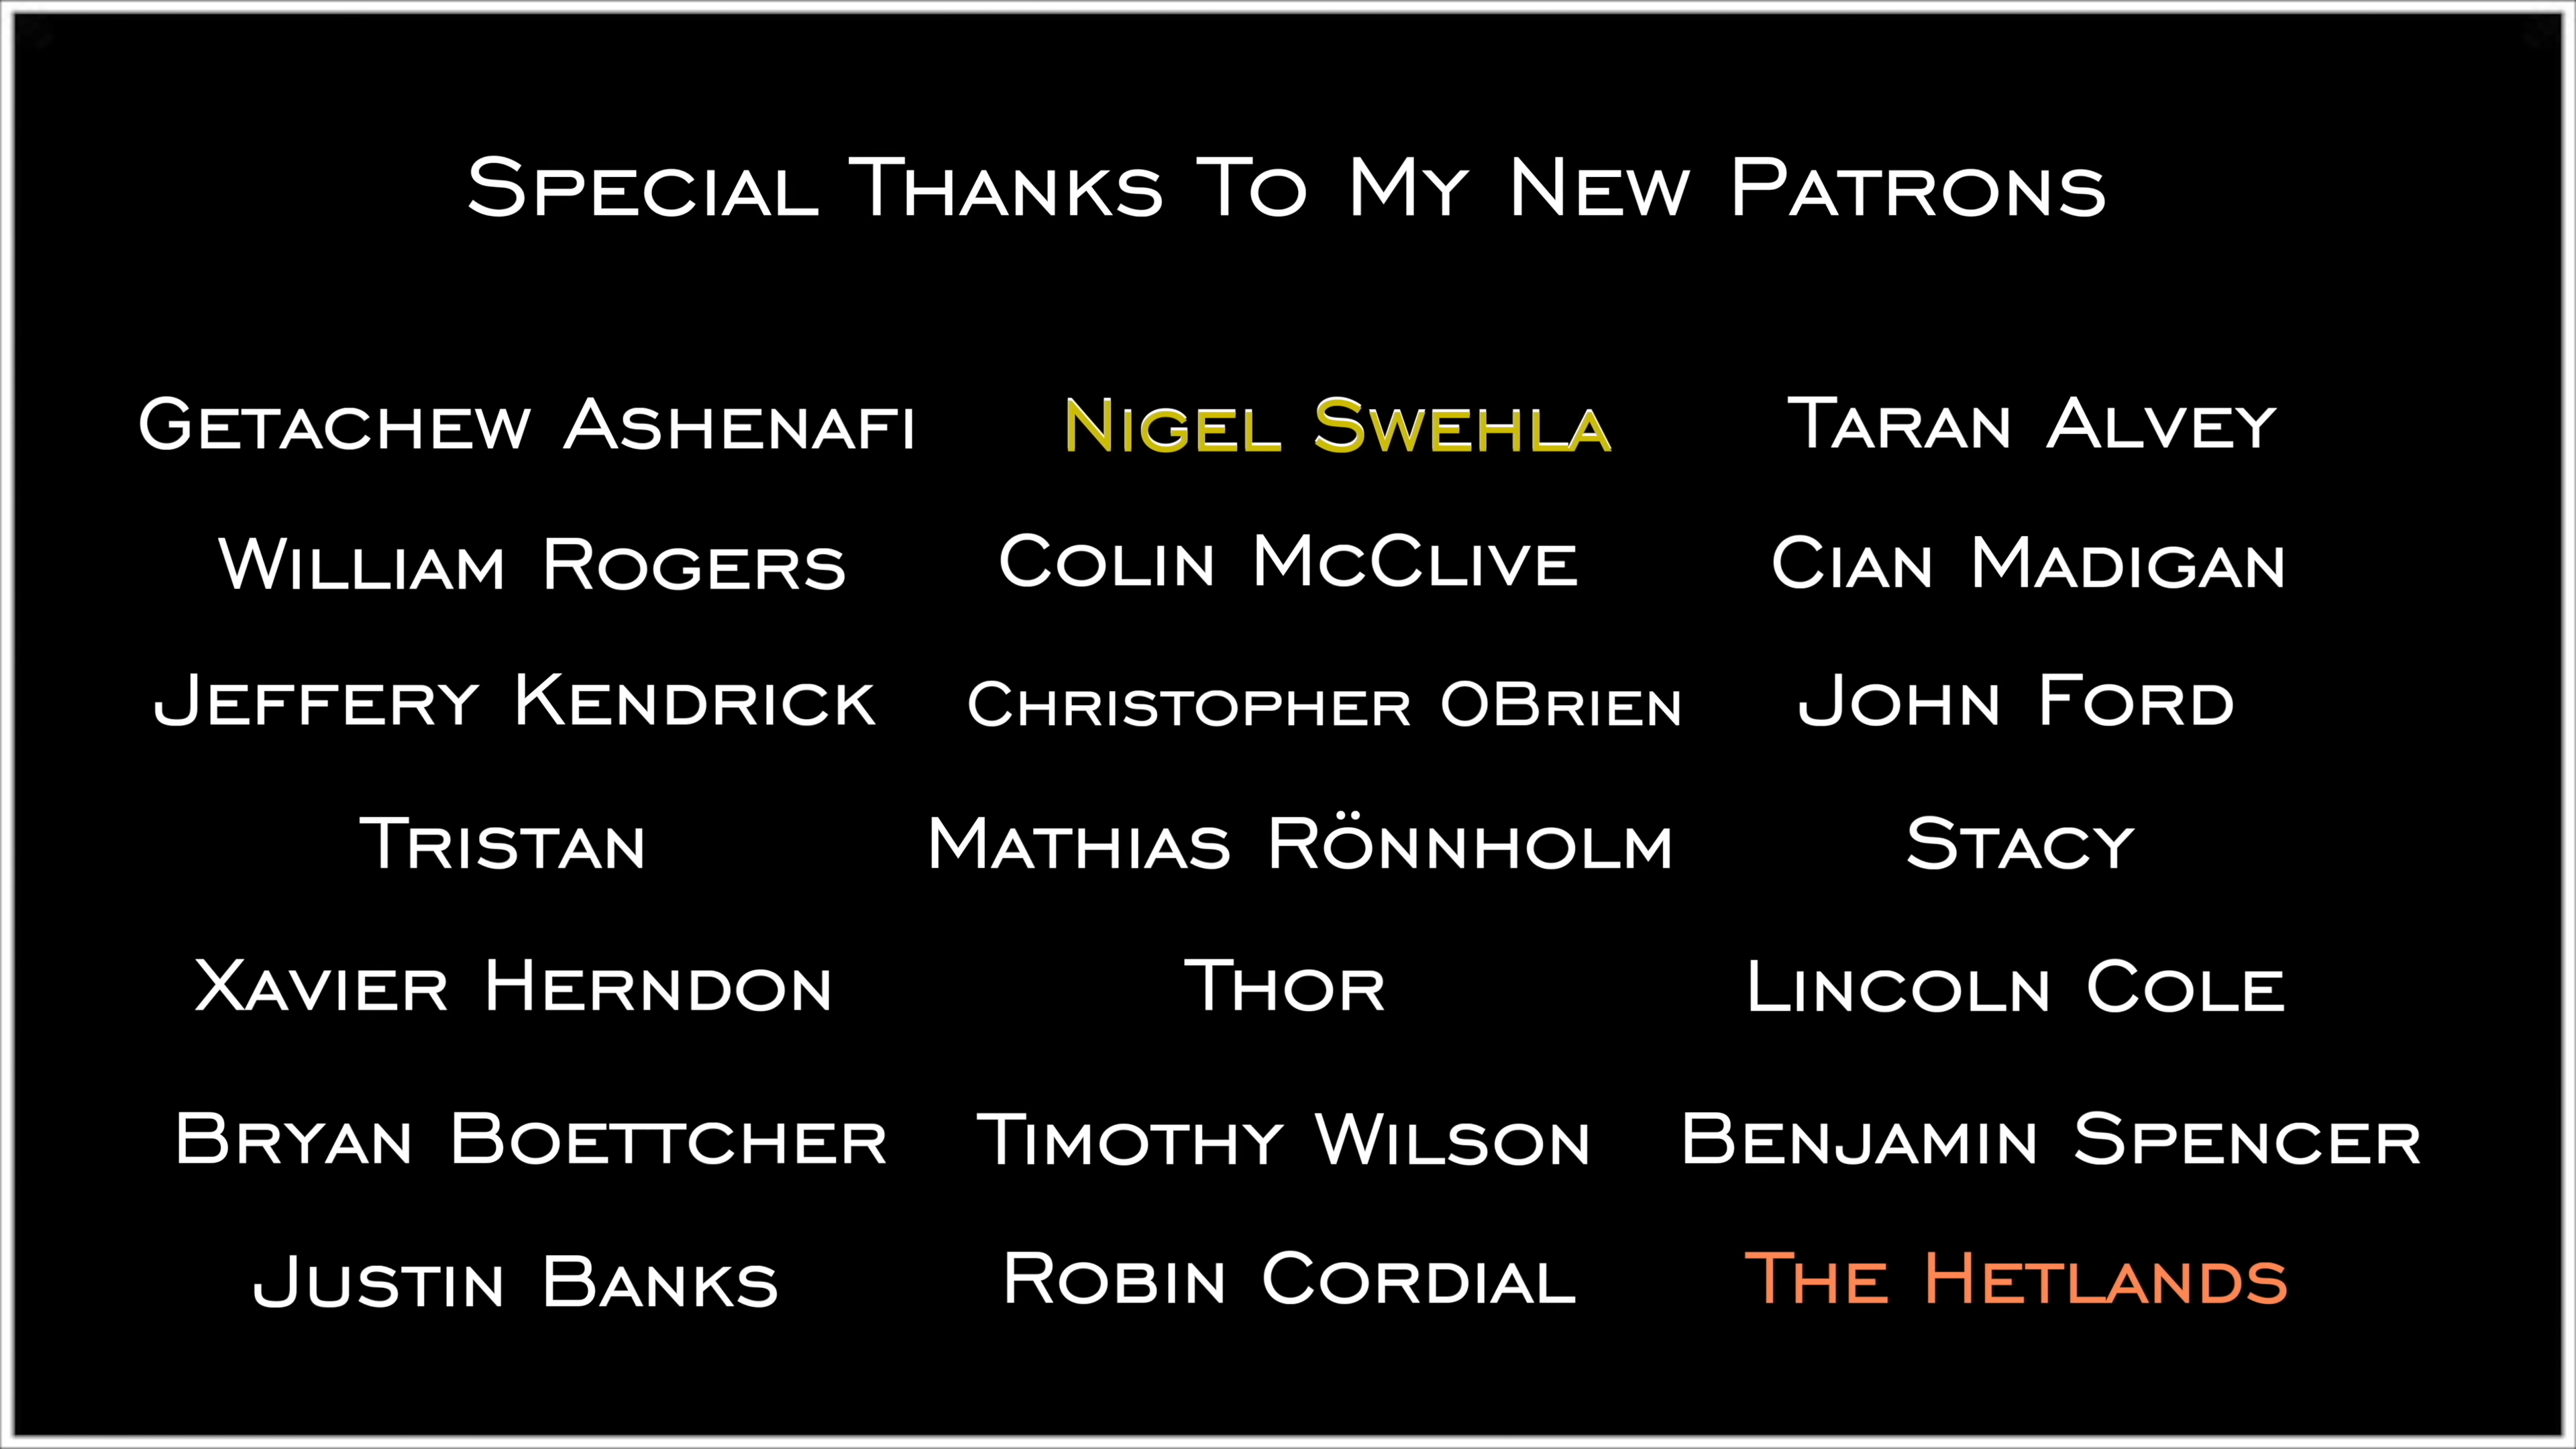 Special Thanks To My New Patrons
Getachew Ashenafi Nigel Swehla Taran Alvey
William Rogers Colin McClive Cian Madigan
Jeffery Kendrick Christopher OBrien John Ford
Tristan Mathias Rönnholm Stacy
Xavier Herndon Thor Lincoln Cole
Bryan Boettcher Timothy Wilson Benjamin Spencer
Justin Banks Robin Cordial The Hetlands